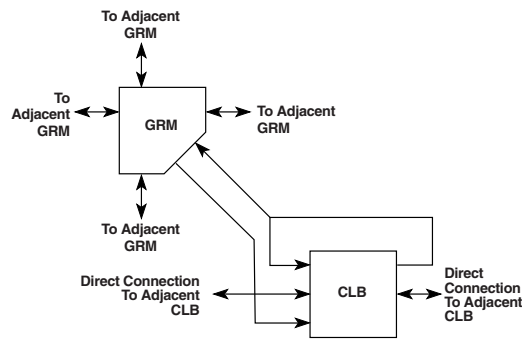 To Adjacent
GRM
To
Adjacent
GRM
GRM
To Adjacent
GRM
To Adjacent
GRM
Direct Connection
To Adjacent
CLB
CLB
Direct
Connection
To Adjacent
CLB